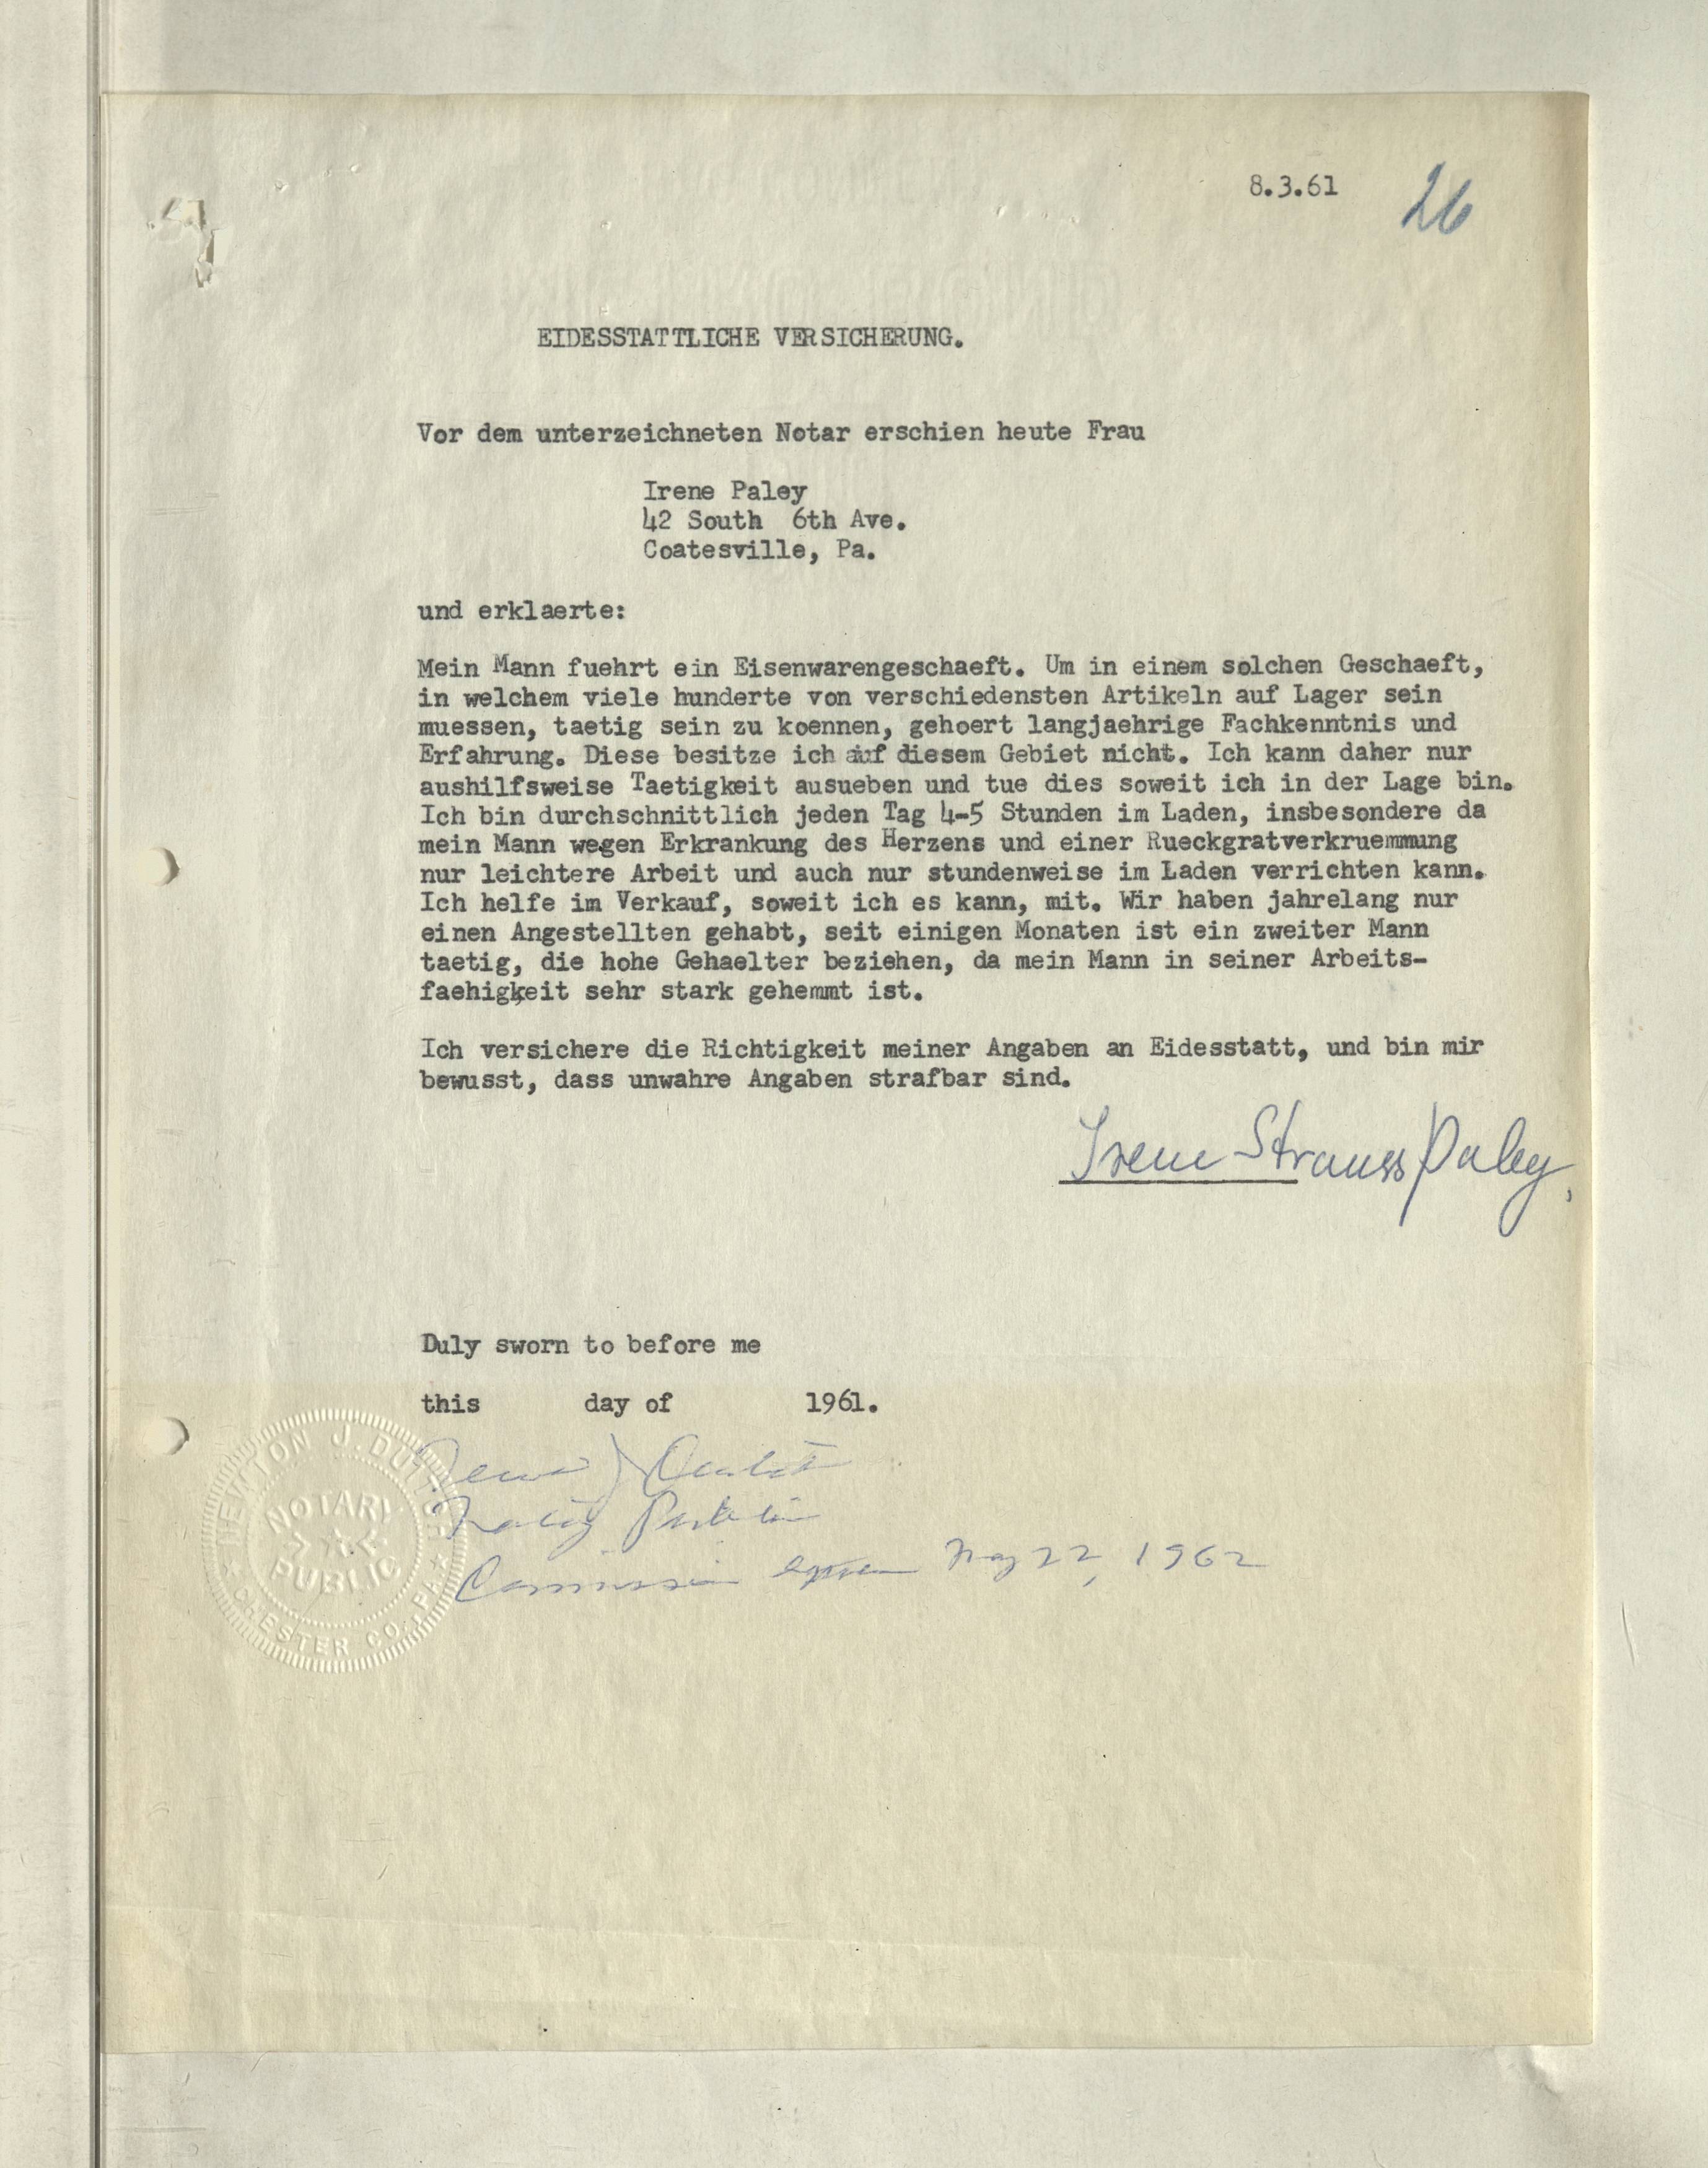 8.3.61
26
EIDESSTATTLICHE VERSICHERUNG.
Vor dem unterzeichneten Notar erschien heute Frau
Irene Paley
42 South 6th Ave.
Coatesville, Pa.
und erklaerte:
Mein Mann fuehrt ein Eisenwarengeschaeft. Um in einem solchen Geschaeft,
in welchem viele hunderte von verschiedensten Artikeln auf Lager sein
muessen, taetig sein zu koennen, gehoert langjaehrige Fachkenntnis und
Erfahrung. Diese besitze ich auf diesem Gebiet nicht. Ich kann daher nur
aushilfsweise Taetigkeit ausueben und tue dies soweit ich in der Lage bin.
Ich bin durchschnittlich jeden Tag 4-5 Stunden im Laden, insbesondere da
mein Mann wegen Erkrankung des Herzens und einer Rueckgratverkruemmung
nur leichtere Arbeit und auch nur stundenweise im Laden verrichten kann.
Ich helfe im Verkauf, soweit ich es kann, mit. Wir haben jahrelang nur
einen Angestellten gehabt, seit einigen Monaten ist ein zweiter Mann
taetig, die hohe Gehaelter beziehen, da mein Mann in seiner Arbeits-
faehigkeit sehr stark gehemmt ist.
Ich versichere die Richtigkeit meiner Angaben an Eidesstatt, und bin mir
bewusst, dass unwahre Angaben strafbar sind.
Irene Strauss Paley
Duly sworn to before me
this day of 1961.
Notary Public
Commission expires May 22, 1962
NEWTON J. DUTT
NOTARY
PUBLIC
CHESTER CO., PA.